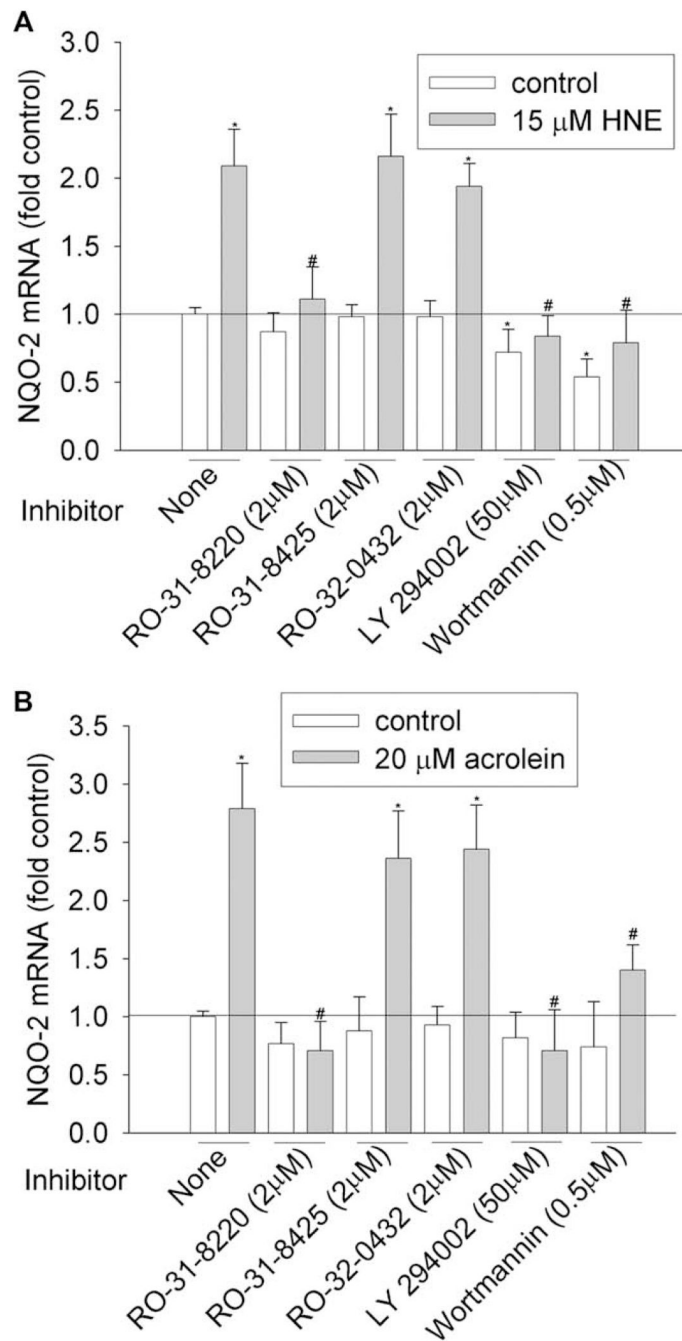 A
NQO-2 mRNA (fold control)
3.0
2.5
2.0
1.5
1.0
0.5
0.0
control
15 μM HNE
*
*
*
#
*
#
*
#
Inhibitor
None
RO-31-8220 (2μM)
RO-31-8425 (2μM)
RO-32-0432 (2μM)
LY 294002 (50μM)
Wortmannin (0.5μM)
B
NQO-2 mRNA (fold control)
3.5
3.0
2.5
2.0
1.5
1.0
0.5
0.0
control
20 μM acrolein
*
*
*
#
#
#
Inhibitor
None
RO-31-8220 (2μM)
RO-31-8425 (2μM)
RO-32-0432 (2μM)
LY 294002 (50μM)
Wortmannin (0.5μM)